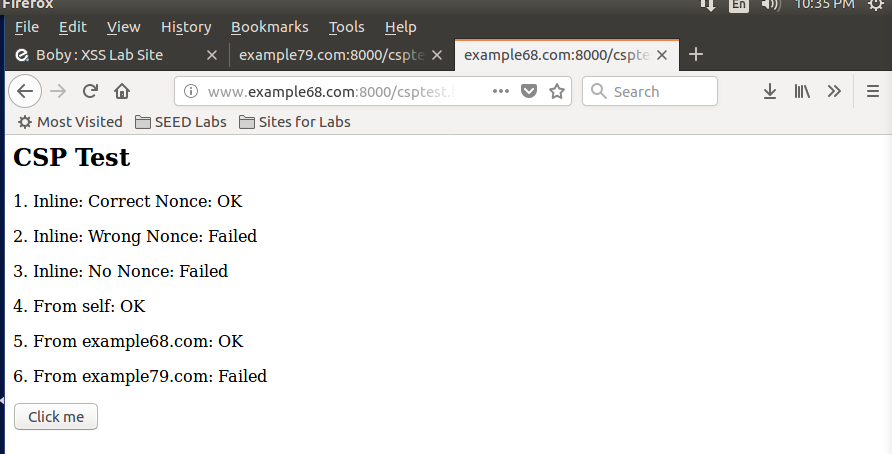 Firefox
En
10:35 PM
File Edit View History Bookmarks Tools Help
Boby : XSS Lab Site
example79.com:8000/cspte
example68.com:8000/cspte
www.example68.com:8000/csptest.
Search
Most Visited SEED Labs Sites for Labs
CSP Test
1. Inline: Correct Nonce: OK
2. Inline: Wrong Nonce: Failed
3. Inline: No Nonce: Failed
4. From self: OK
5. From example68.com: OK
6. From example79.com: Failed
Click me